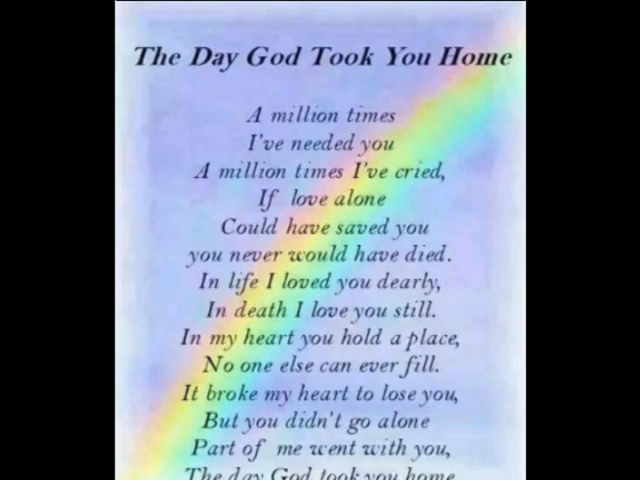 The Day God Took You Home
A million times
I've needed you
A million times I've cried,
If love alone
Could have saved you
you never would have died.
In life I loved you dearly,
In death I love you still.
In my heart you hold a place,
No one else can ever fill.
It broke my heart to lose you,
But you didn't go alone
Part of me went with you,
The day God took you home